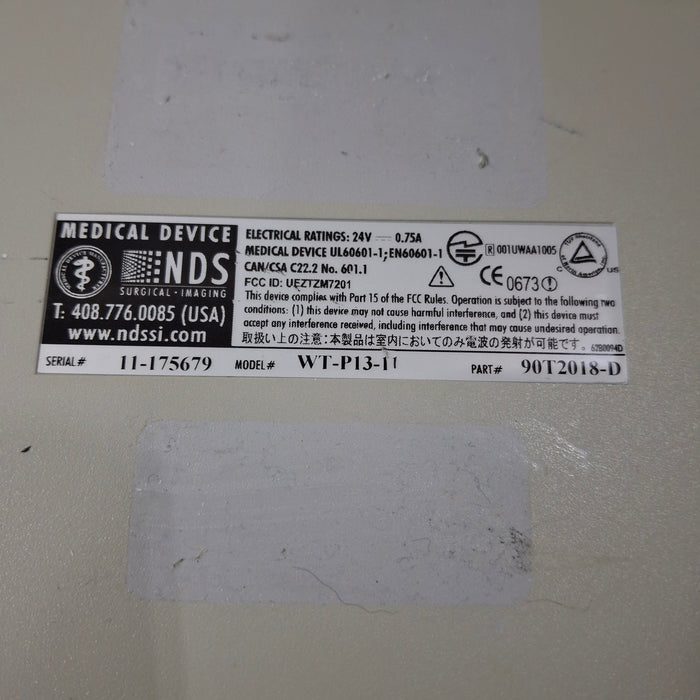 MEDICAL DEVICE
NDS
SURGICAL • IMAGING
T: 408.776.0085 (USA)
www.ndssi.com
ELECTRICAL RATINGS: 24V ⎓ 0.75A
MEDICAL DEVICE UL60601-1; EN60601-1
CAN/CSA C22.2 No. 601.1
FCC ID: UEZTZM7201
R 001UWAA1005
CE 0673
C US
This device complies with Part 15 of the FCC Rules. Operation is subject to the following two
conditions: (1) this device may not cause harmful interference, and (2) this device must
accept any interference received, including interference that may cause undesired operation.
取扱い上の注意:本製品は室内においてのみ電波の発射が可能です。 62B0094D
SERIAL# 11-175679 MODEL# WT-P13-11 PART# 90T2018-D